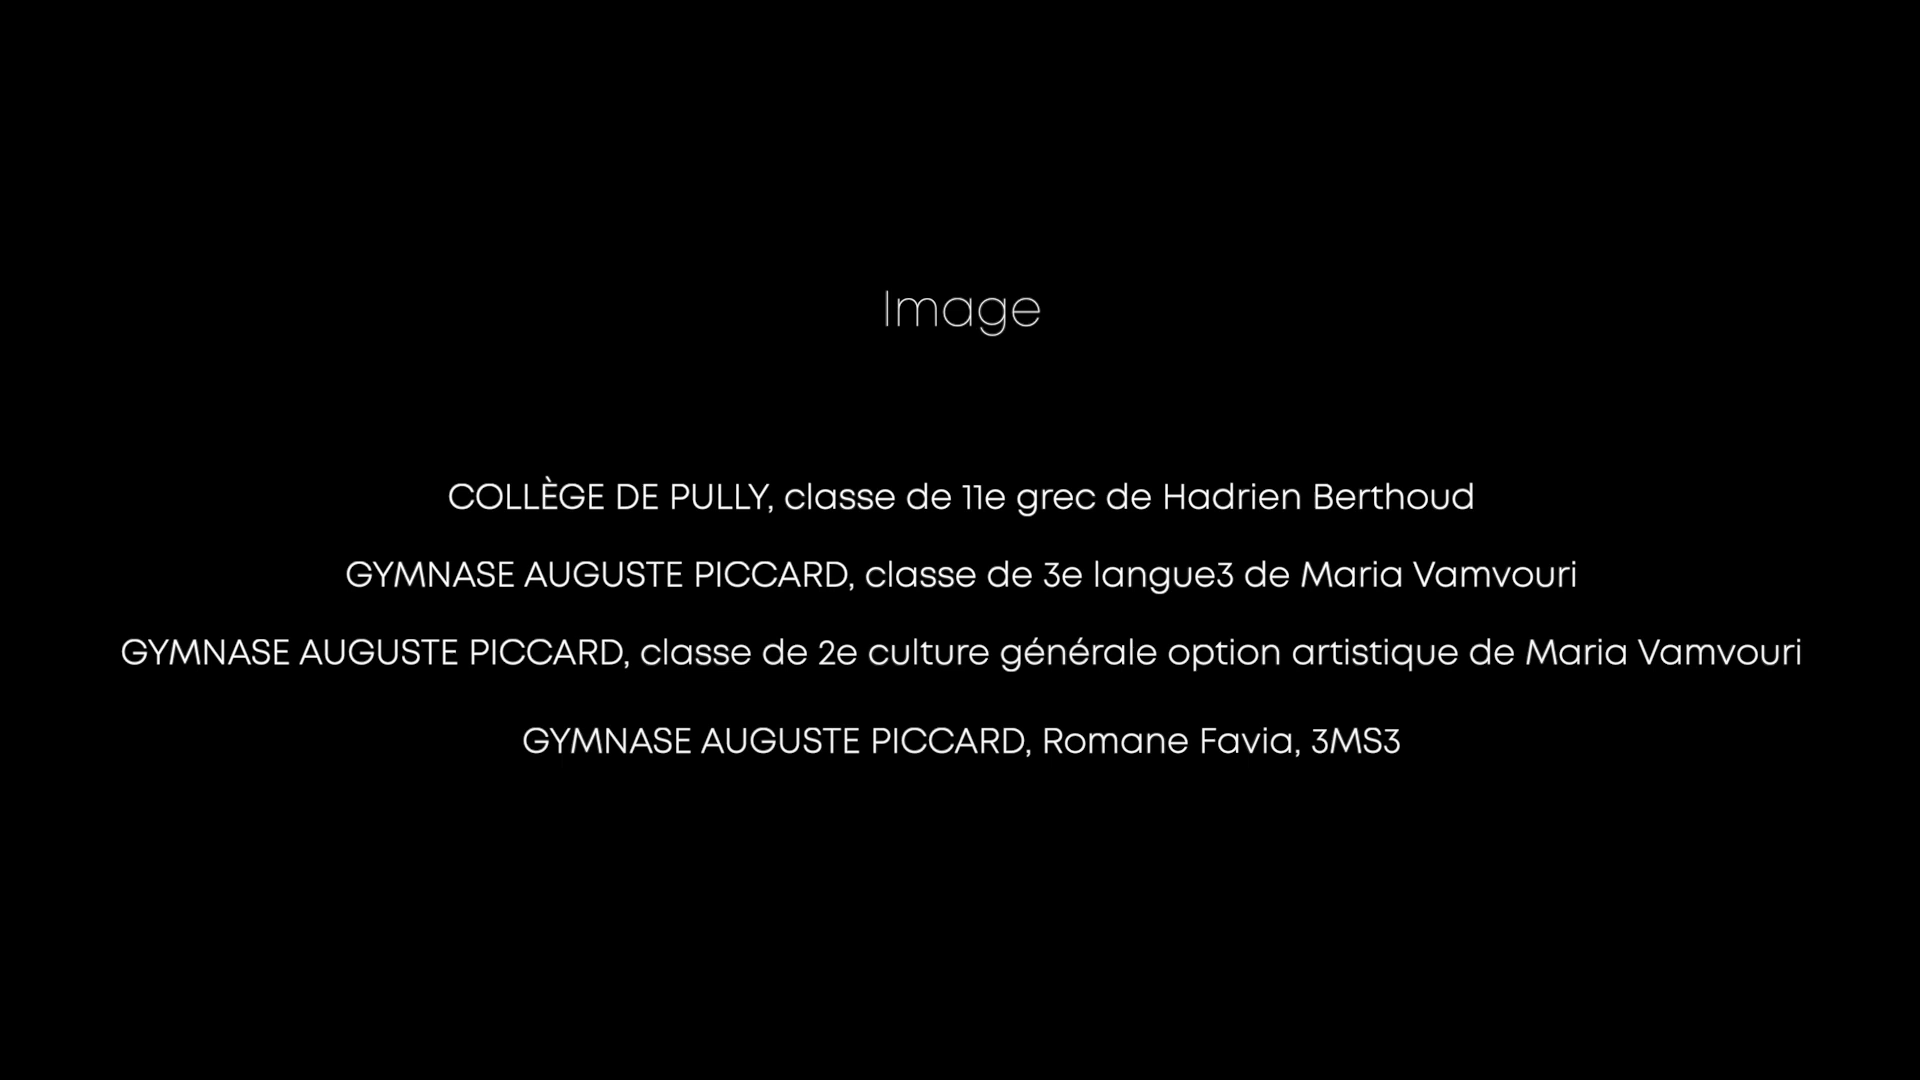 Image
COLLÈGE DE PULLY, classe de 11e grec de Hadrien Berthoud
GYMNASE AUGUSTE PICCARD, classe de 3e langue3 de Maria Vamvouri
GYMNASE AUGUSTE PICCARD, classe de 2e culture générale option artistique de Maria Vamvouri
GYMNASE AUGUSTE PICCARD, Romane Favia, 3MS3